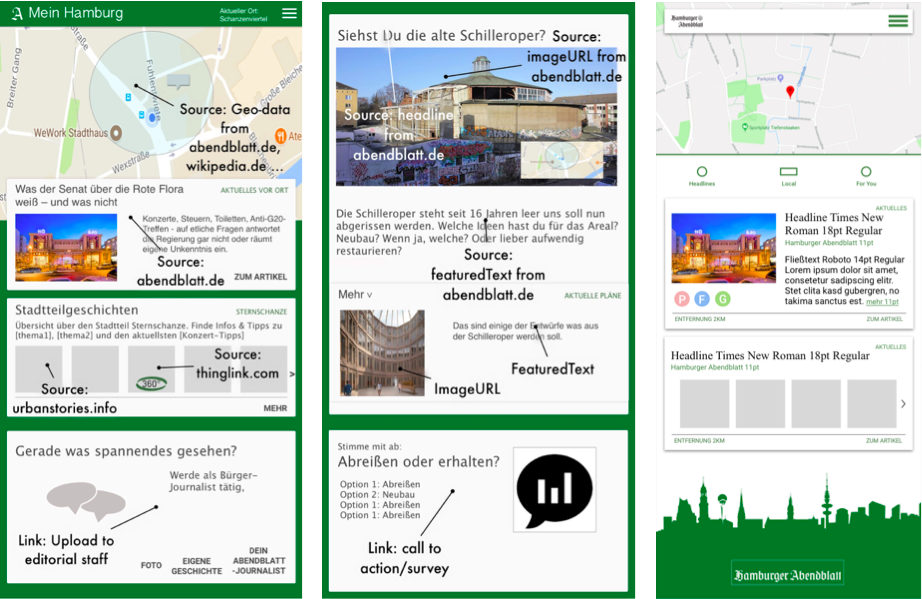 A Mein Hamburg
Aktueller Ort:
Schanzenviertel
Breiter Gang
Fuhlentwiete
Große Bleiche
WeWork Stadthaus
Wexstraße
Ate
Source: Geo-data
from
abendblatt.de,
wikipedia.de ...
Was der Senat über die Rote Flora
weiß – und was nicht
AKTUELLES VOR ORT
Konzerte, Steuern, Toiletten, Anti-G20-
Treffen - auf etliche Fragen antwortet
die Regierung gar nicht oder räumt
eigene Unkenntnis ein.
Source:
abendblatt.de
ZUM ARTIKEL
Stadtteilgeschichten
STERNSCHANZE
Übersicht über den Stadtteil Sternschanze. Finde Infos & Tipps zu
[thema1], [thema2] und den aktuellsten [Konzert-Tipps]
Source:
thinglink.com
360°
>
Source:
urbanstories.info
MEHR
Gerade was spannendes gesehen?
Werde als Bürger-
Journalist tätig,
Link: Upload to
editorial staff
FOTO
EIGENE
GESCHICHTE
DEIN
ABENDBLATT
-JOURNALIST
Siehst Du die alte Schilleroper?
Source:
imageURL from
abendblatt.de
Source: headline
from
abendblatt.de
Die Schilleroper steht seit 16 Jahren leer uns soll nun
abgerissen werden. Welche Ideen hast du für das Areal?
Neubau? Wenn ja, welche? Oder lieber aufwendig
restaurieren?
Source:
featuredText from
abendblatt.de
Mehr v
AKTUELLE PLÄNE
Das sind einige der Entwürfe was aus
der Schilleroper werden soll.
FeaturedText
ImageURL
Stimme mit ab:
Abreißen oder erhalten?
Option 1: Abreißen
Option 2: Neubau
Option 1: Abreißen
Option 1: Abreißen
Link: call to
action/survey
Hamburger
Abendblatt
Parkplatz
Sportplatz Tiefenstaaken
Headlines
Local
For You
AKTUELLES
Headline Times New
Roman 18pt Regular
Hamburger Abendblatt 11pt
Fließtext Roboto 14pt Regular
Lorem ipsum dolor sit amet,
consetetur sadipscing elitr.
Stet clita kasd gubergren, no
takima sanctus est. mehr 11pt
P F G
ENTFERNUNG 2KM
ZUM ARTIKEL
AKTUELLES
Headline Times New Roman 18pt Regular
Hamburger Abendblatt 11pt
>
ENTFERNUNG 2KM
ZUM ARTIKEL
Hamburger Abendblatt